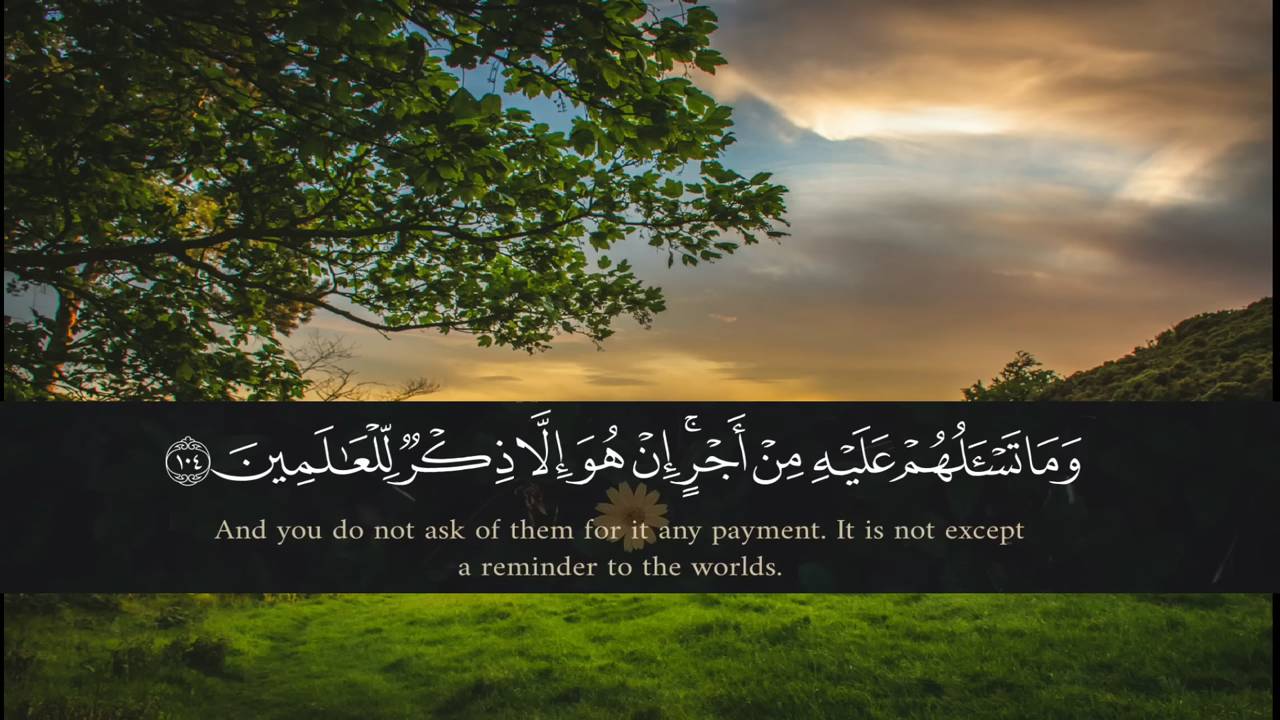 وَمَا تَسْـَٔلُهُمْ عَلَيْهِ مِنْ أَجْرٍ ۚ إِنْ هُوَ إِلَّا ذِكْرٌ لِّلْعَـٰلَمِينَ ١٠٤
And you do not ask of them for it any payment. It is not except
a reminder to the worlds.